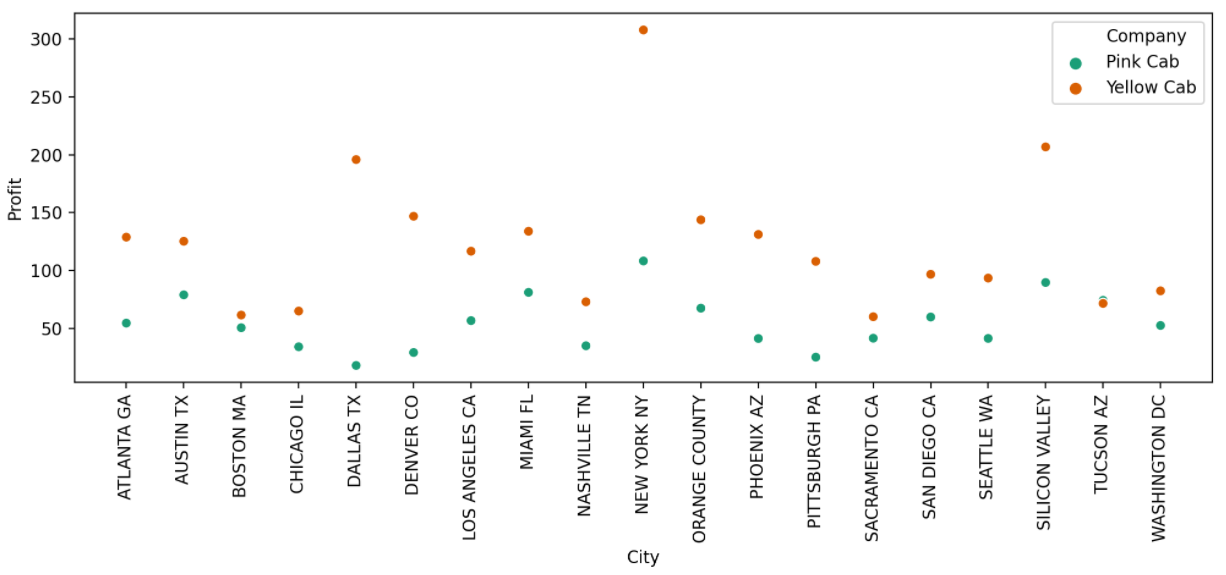 Company
Pink Cab
Yellow Cab
Profit
300
250
200
150
100
50
ATLANTA GA
AUSTIN TX
BOSTON MA
CHICAGO IL
DALLAS TX
DENVER CO
LOS ANGELES CA
MIAMI FL
NASHVILLE TN
NEW YORK NY
ORANGE COUNTY
PHOENIX AZ
PITTSBURGH PA
SACRAMENTO CA
SAN DIEGO CA
SEATTLE WA
SILICON VALLEY
TUCSON AZ
WASHINGTON DC
City